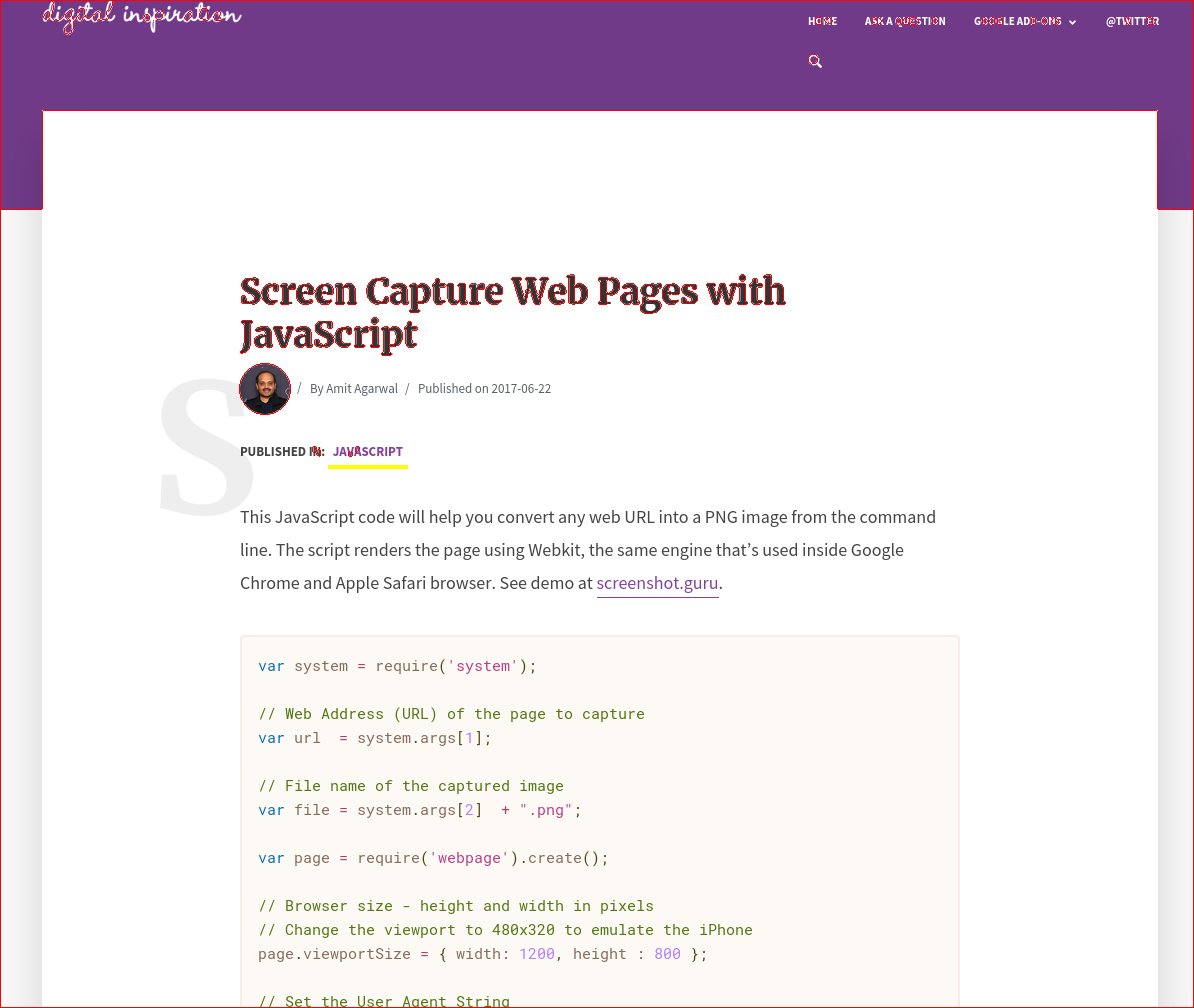 digital inspiration
HOME ASK A QUESTION GOOGLE ADD-ONS @TWITTER
Screen Capture Web Pages with
JavaScript
S
/ By Amit Agarwal / Published on 2017-06-22
PUBLISHED IN: JAVASCRIPT
This JavaScript code will help you convert any web URL into a PNG image from the command
line. The script renders the page using Webkit, the same engine that’s used inside Google
Chrome and Apple Safari browser. See demo at screenshot.guru.
var system = require('system');
// Web Address (URL) of the page to capture
var url  = system.args[1];
// File name of the captured image
var file = system.args[2]  + ".png";
var page = require('webpage').create();
// Browser size - height and width in pixels
// Change the viewport to 480x320 to emulate the iPhone
page.viewportSize = { width: 1200, height : 800 };
// Set the User Agent String